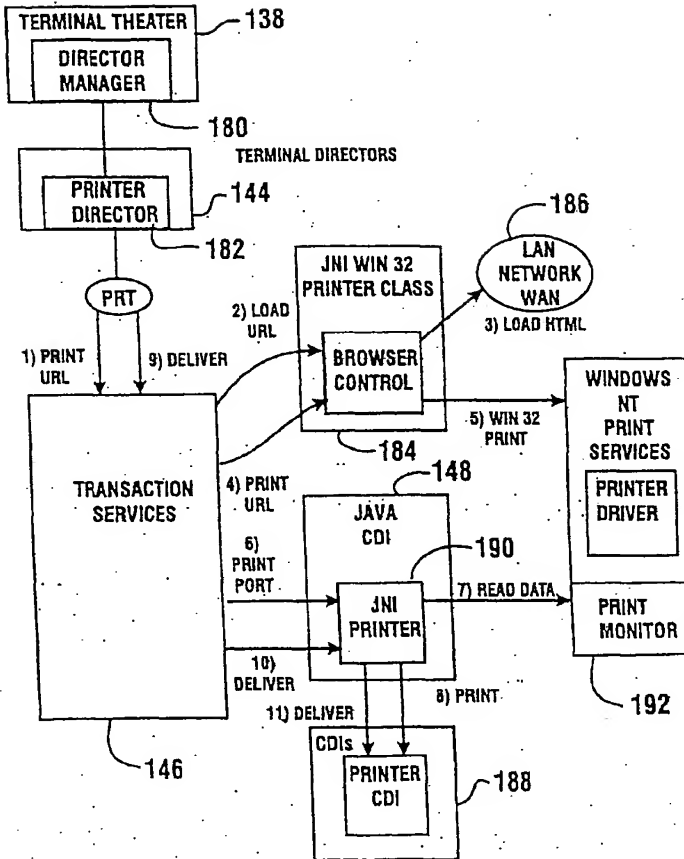 TERMINAL THEATER
138
DIRECTOR
MANAGER
180
TERMINAL DIRECTORS
PRINTER
DIRECTOR
144
182
PRT
1) PRINT
URL
9) DELIVER
2) LOAD
URL
JNI WIN 32
PRINTER CLASS
BROWSER
CONTROL
184
186
LAN
NETWORK
WAN
3) LOAD HTML
5) WIN 32
PRINT
WINDOWS
NT
PRINT
SERVICES
PRINTER
DRIVER
PRINT
MONITOR
192
TRANSACTION
SERVICES
146
4) PRINT
URL
148
JAVA
CDI
190
6)
PRINT
PORT
JNI
PRINTER
7) READ DATA
10)
DELIVER
8) PRINT
11) DELIVER
CDIs
PRINTER
CDI
188